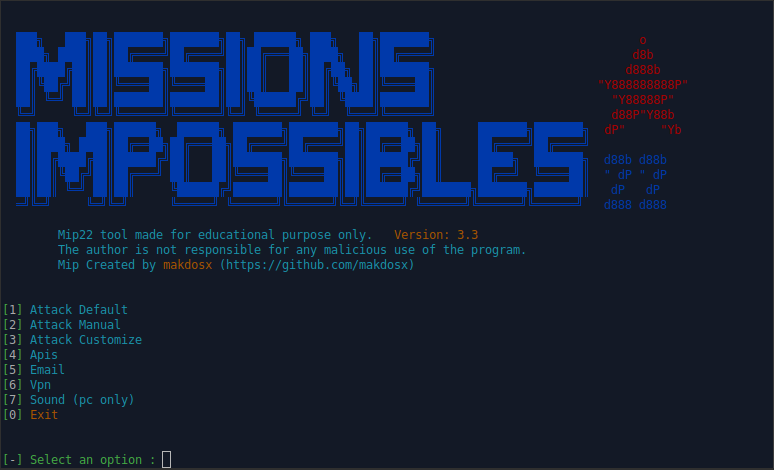 MISSIONS
IMPOSSIBLES
Mip22 tool made for educational purpose only. Version: 3.3
The author is not responsible for any malicious use of the program.
Mip Created by makdosx (https://github.com/makdosx)
[1] Attack Default
[2] Attack Manual
[3] Attack Customize
[4] Apis
[5] Email
[6] Vpn
[7] Sound (pc only)
[0] Exit
[-] Select an option :
o
d8b
d888b
"Y888888888P"
"Y88888P"
d88P"Y88b
dP"     "Yb
d88b d88b
" dP " dP
dP   dP
d888 d888